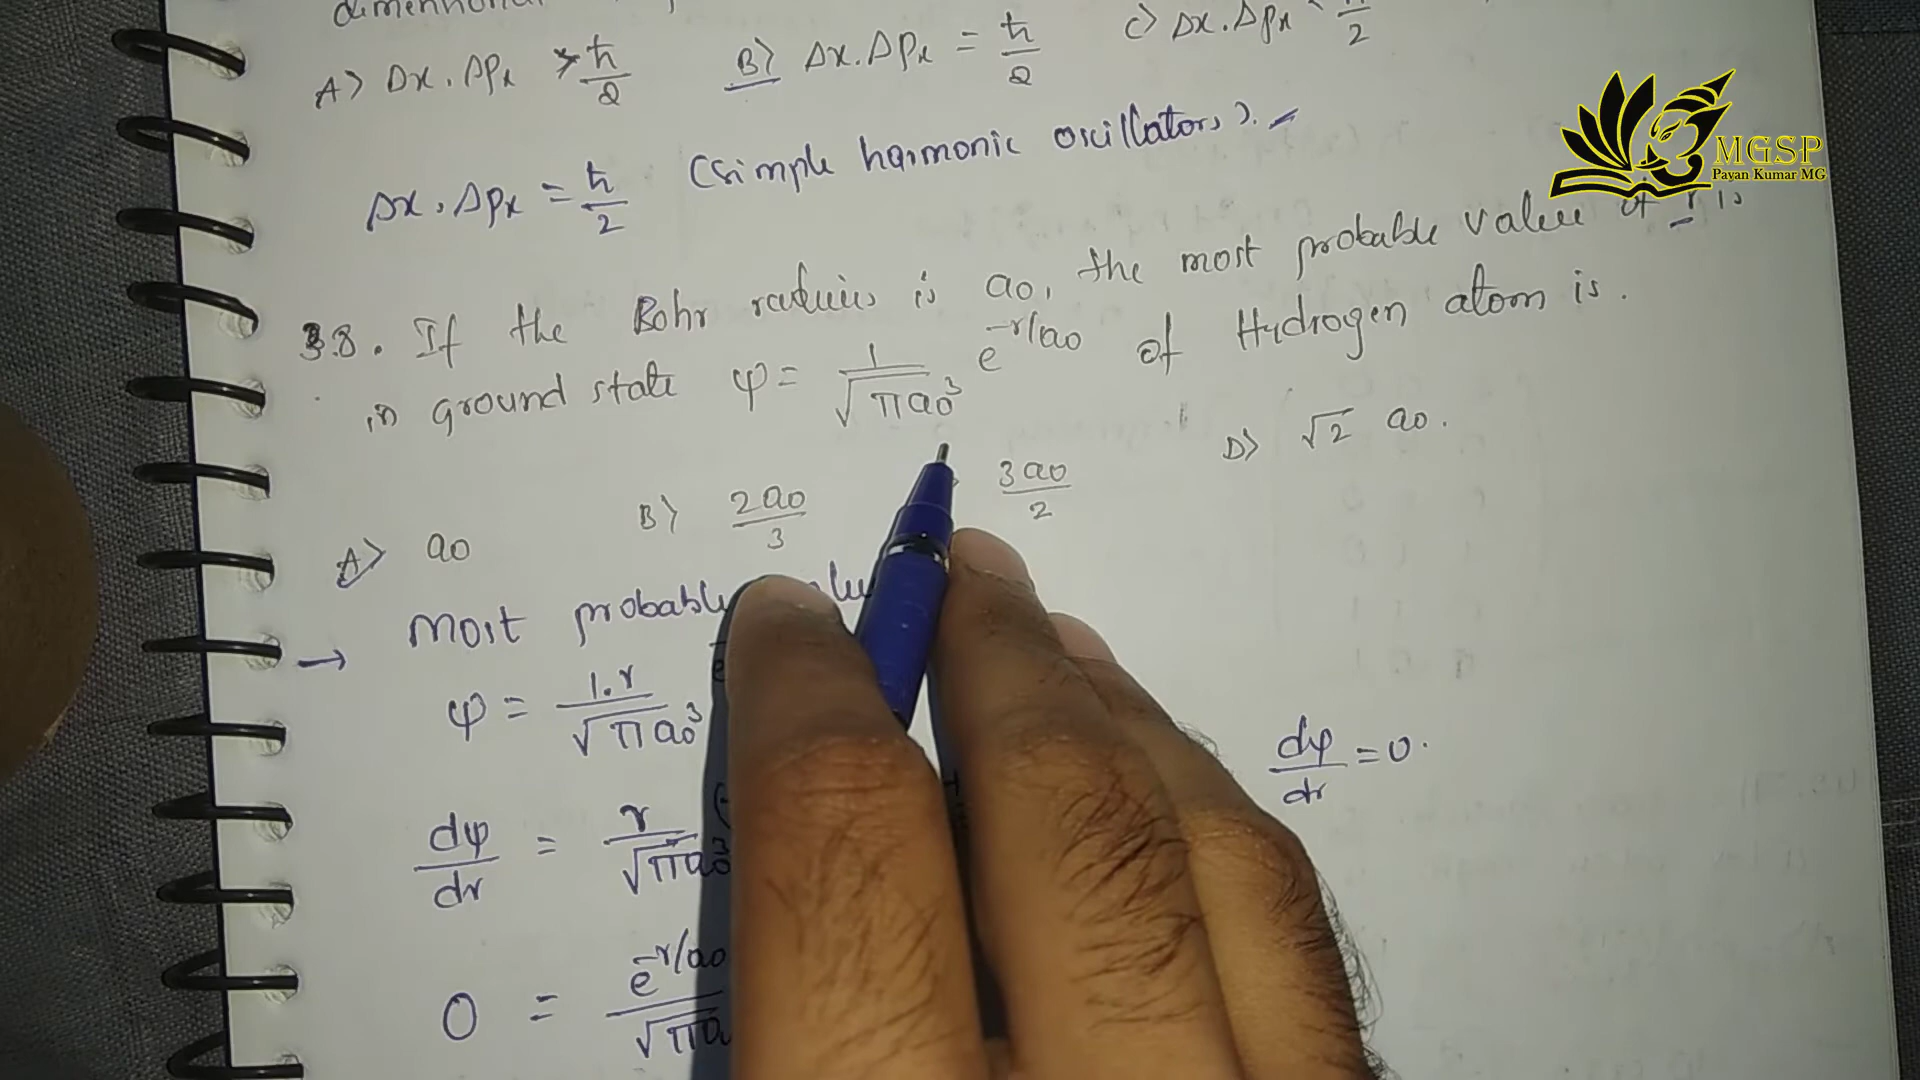 dimensional
A> Δx.Δpx > ħ/2 B> Δx.Δpx = ħ/2 C> Δx.Δpx
MGSP
Pavan Kumar MG
Δx.Δpx = ħ/2 (simple harmonic oscillators).
38. If the Bohr radius is a0, the most probable value of r is
in ground state φ = 1/√πa0³ e^-r/a0 of Hydrogen atom is.
A> a0 B> 2a0/3 3a0/2 D> √2 a0.
→ Most probable
φ = 1.r/√πa0³
dφ/dr = 0.
dφ/dr = r/√πa0³
0 = e^-r/a0